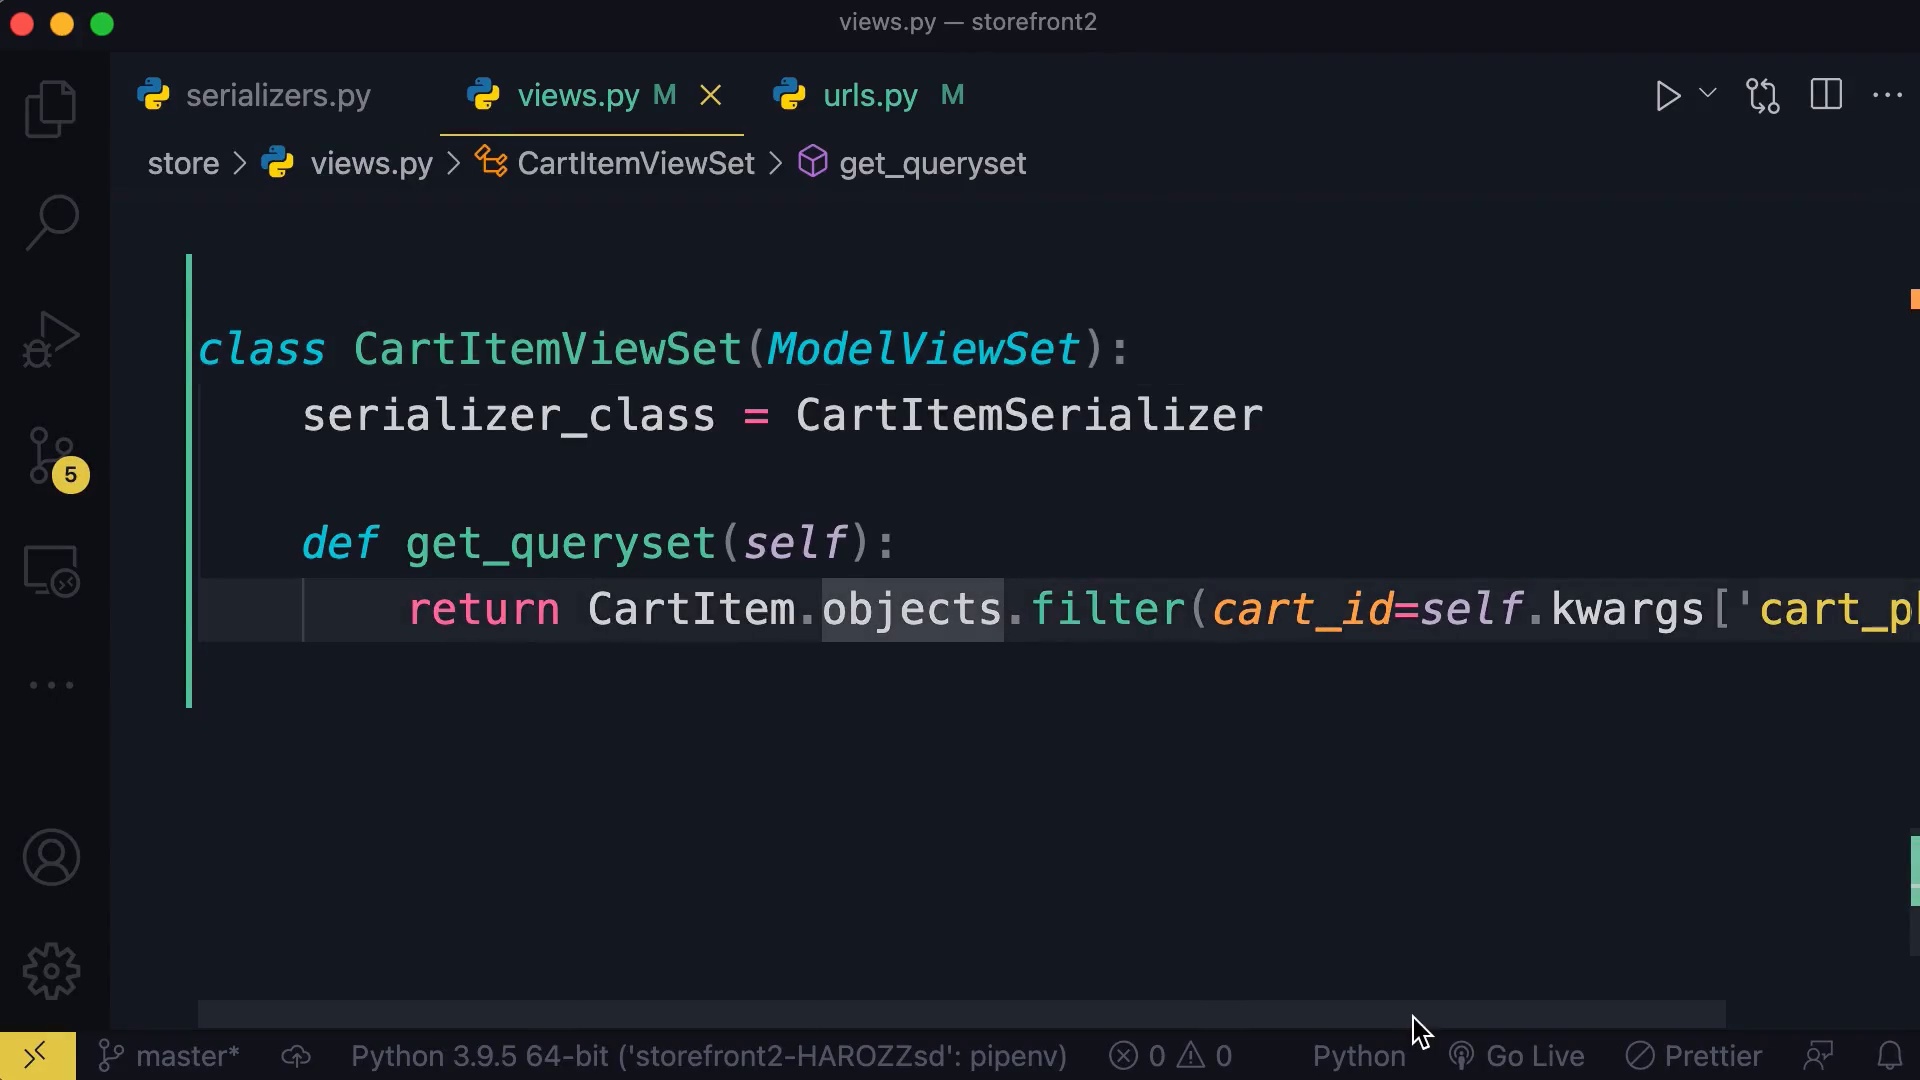 views.py — storefront2
serializers.py views.py M urls.py M
store > views.py > CartItemViewSet > get_queryset
class CartItemViewSet(ModelViewSet):
serializer_class = CartItemSerializer
def get_queryset(self):
return CartItem.objects.filter(cart_id=self.kwargs['cart_p
5
master* Python 3.9.5 64-bit ('storefront2-HAROZZsd': pipenv) 0 0 Python Go Live Prettier